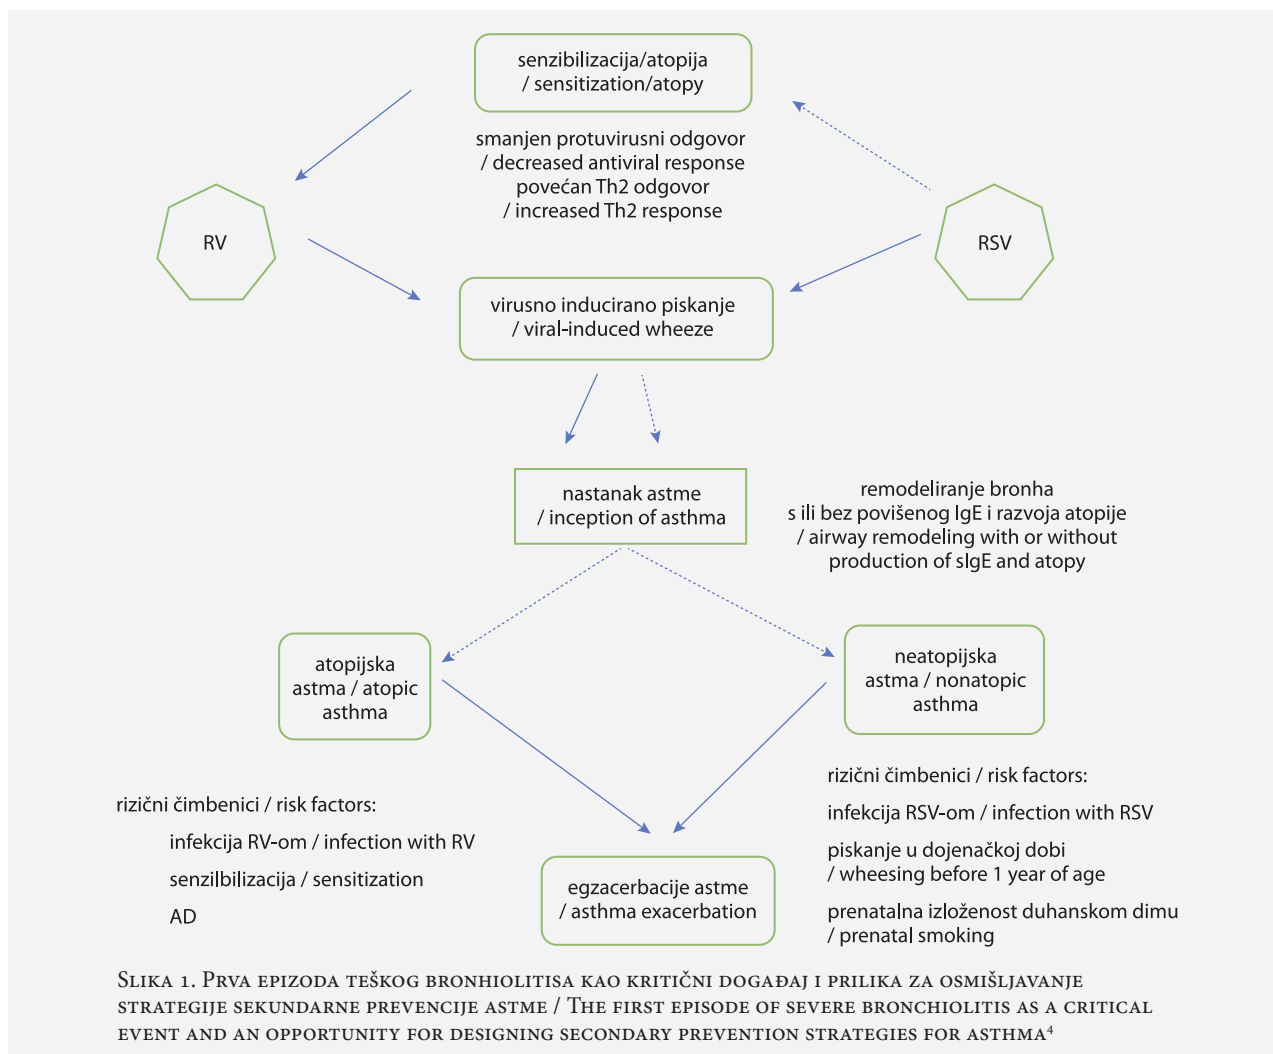 senzibilizacija/atopija
/ sensitization/atopy
smanjen protuvirusni odgovor
/ decreased antiviral response
povećan Th2 odgovor
/ increased Th2 response
RV
RSV
virusno inducirano piskanje
/ viral-induced wheeze
nastanak astme
/ inception of asthma
remodeliranje bronha
s ili bez povišenog IgE i razvoja atopije
/ airway remodeling with or without
production of sIgE and atopy
atopijska
astma / atopic
asthma
neatopijska
astma / nonatopic
asthma
rizični čimbenici / risk factors:
infekcija RV-om / infection with RV
senzilbilizacija / sensitization
AD
egzacerbacije astme
/ asthma exacerbation
rizični čimbenici / risk factors:
infekcija RSV-om / infection with RSV
piskanje u dojenačkoj dobi
/ wheesing before 1 year of age
prenatalna izloženost duhanskom dimu
/ prenatal smoking
Slika 1. Prva epizoda teškog bronhiolitisa kao kritični događaj i prilika za osmišljavanje
strategije sekundarne prevencije astme / The first episode of severe bronchiolitis as a critical
event and an opportunity for designing secondary prevention strategies for asthma⁴